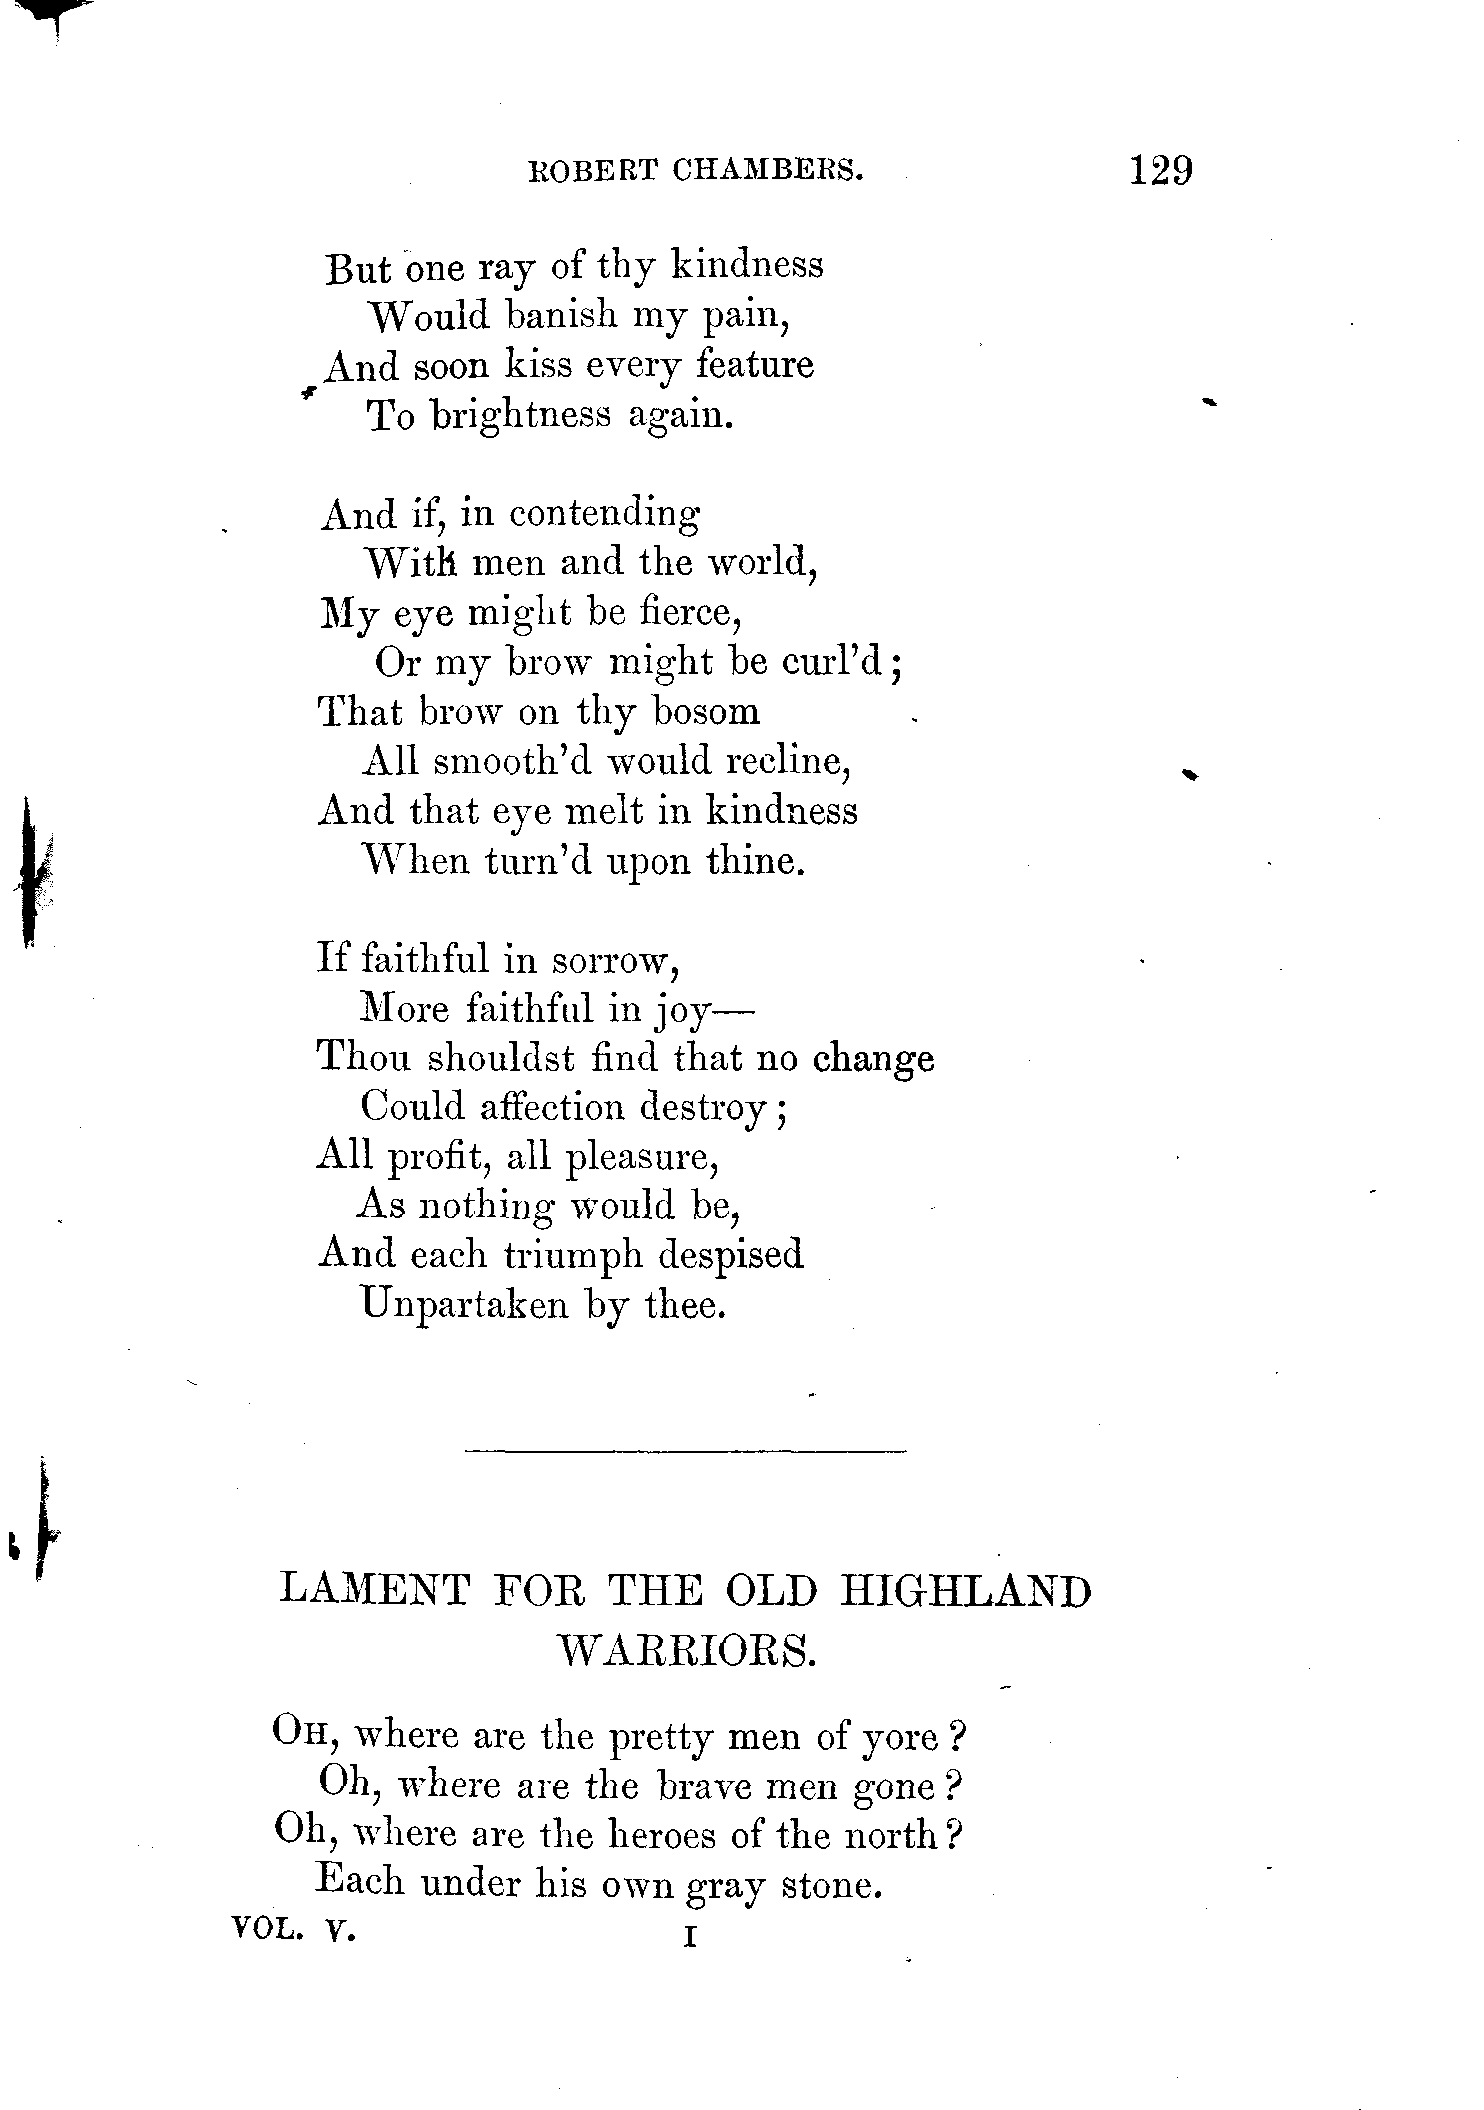 ROBERT CHAMBERS. 129
But one ray of thy kindness
Would banish my pain,
And soon kiss every feature
To brightness again.
And if, in contending
With men and the world,
My eye might be fierce,
Or my brow might be curl'd;
That brow on thy bosom
All smooth'd would recline,
And that eye melt in kindness
When turn'd upon thine.
If faithful in sorrow,
More faithful in joy—
Thou shouldst find that no change
Could affection destroy;
All profit, all pleasure,
As nothing would be,
And each triumph despised
Unpartaken by thee.
LAMENT FOR THE OLD HIGHLAND
WARRIORS.
OH, where are the pretty men of yore?
Oh, where are the brave men gone?
Oh, where are the heroes of the north?
Each under his own gray stone.
VOL. V. I